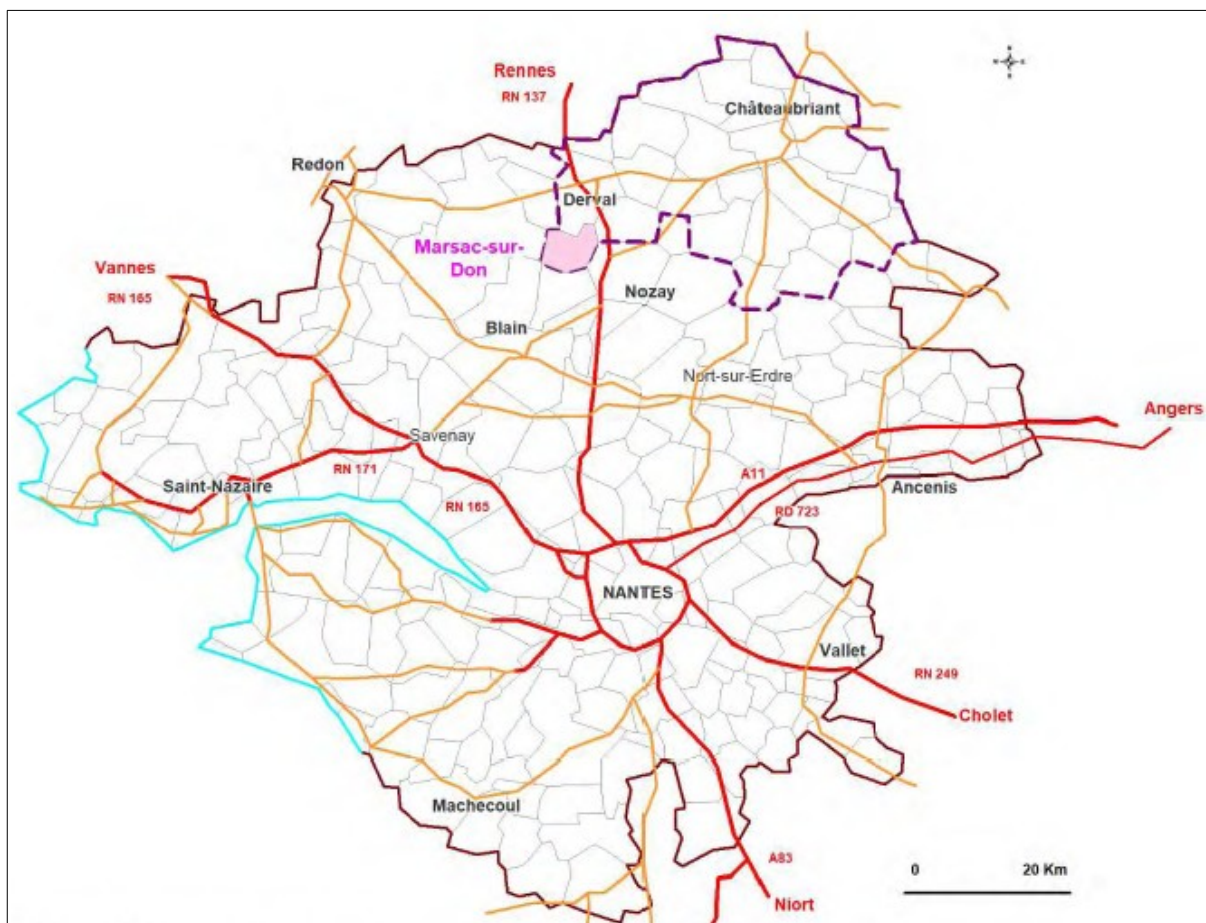 Rennes
RN 137
Châteaubriant
Redon
Derval
Marsac-sur-
Don
Vannes
RN 165
Nozay
Blain
Nort-sur-Erdre
Angers
Savenay
RN 171
A11
Saint-Nazaire
Ancenis
RN 165
RD 723
NANTES
Vallet
RN 249
Cholet
Machecoul
A83
0 20 Km
Niort